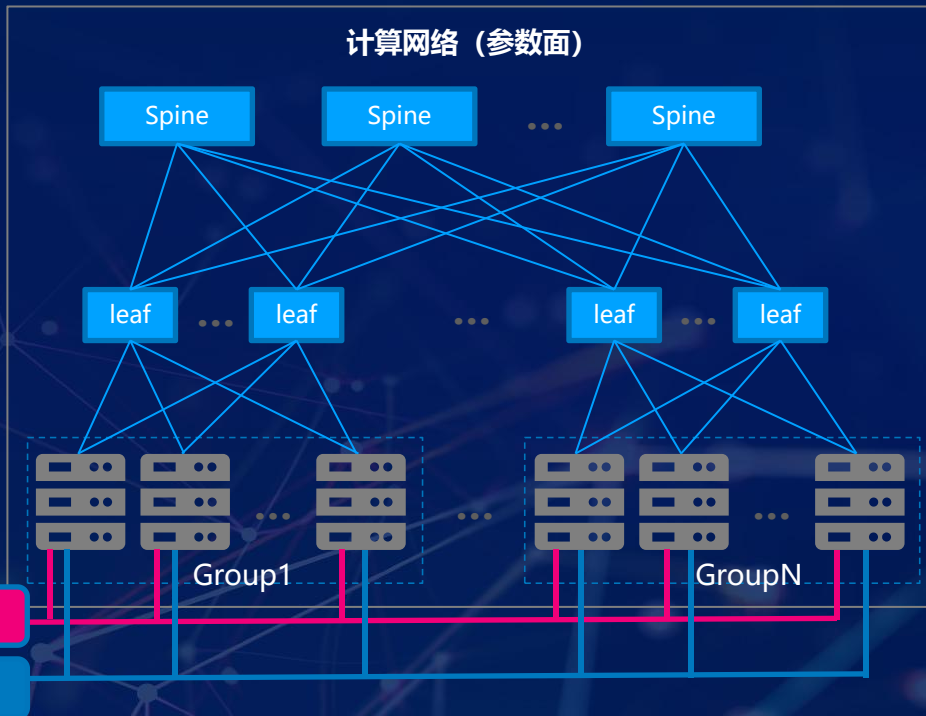 计算网络（参数面）
Spine
Spine
...
Spine
leaf
...
leaf
...
leaf
...
leaf
...
...
...
Group1
GroupN